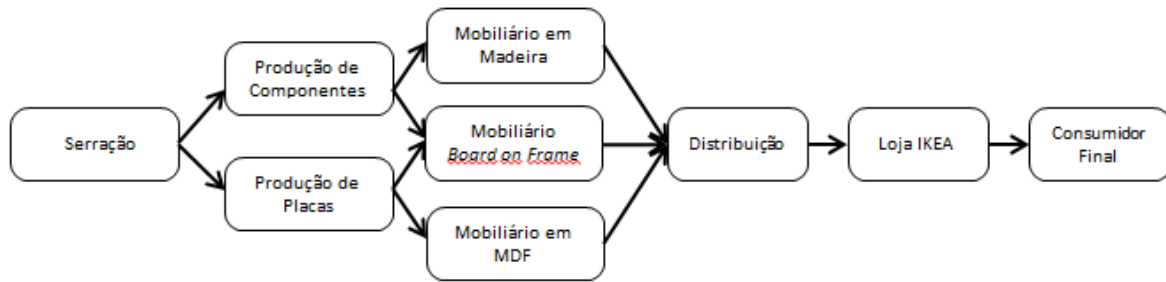 Serração
Produção de
Componentes
Produção de
Placas
Mobiliário em
Madeira
Mobiliário
Board on Frame
Mobiliário em
MDF
Distribuição
Loja IKEA
Consumidor
Final